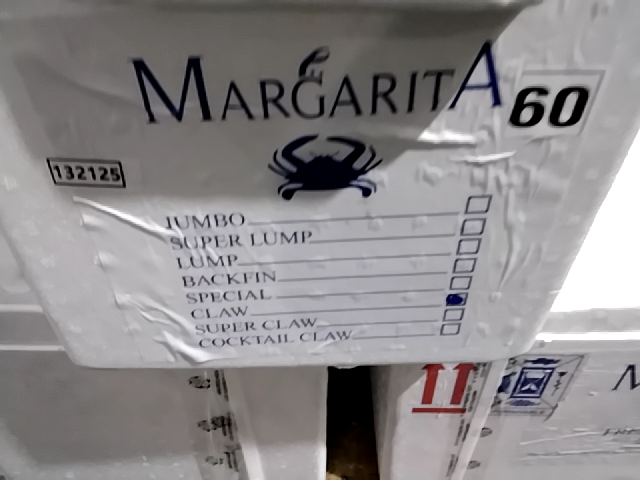 MARGARITA
60
132125
JUMBO
SUPER LUMP
LUMP
BACKFIN
SPECIAL
CLAW
SUPER CLAW
COCKTAIL CLAW
M